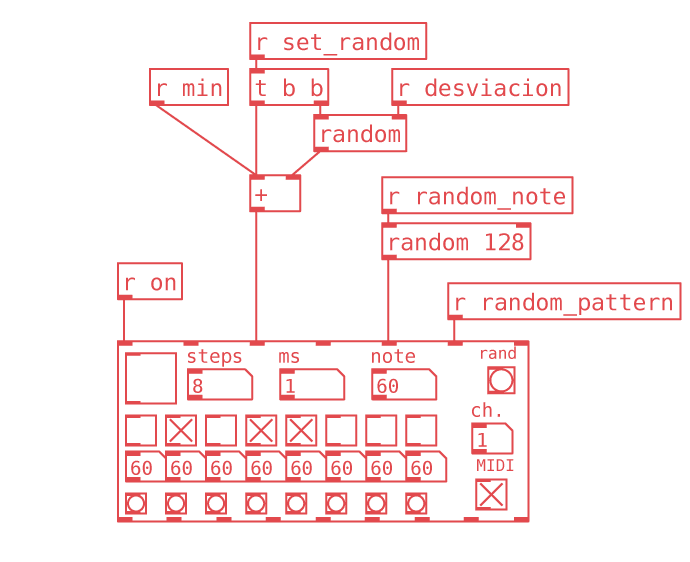 r set_random
r min
t b b
r desviacion
random
+
r random_note
random 128
r on
r random_pattern
steps
ms
note
rand
8
1
60
ch.
1
60 60 60 60 60 60 60 60
MIDI